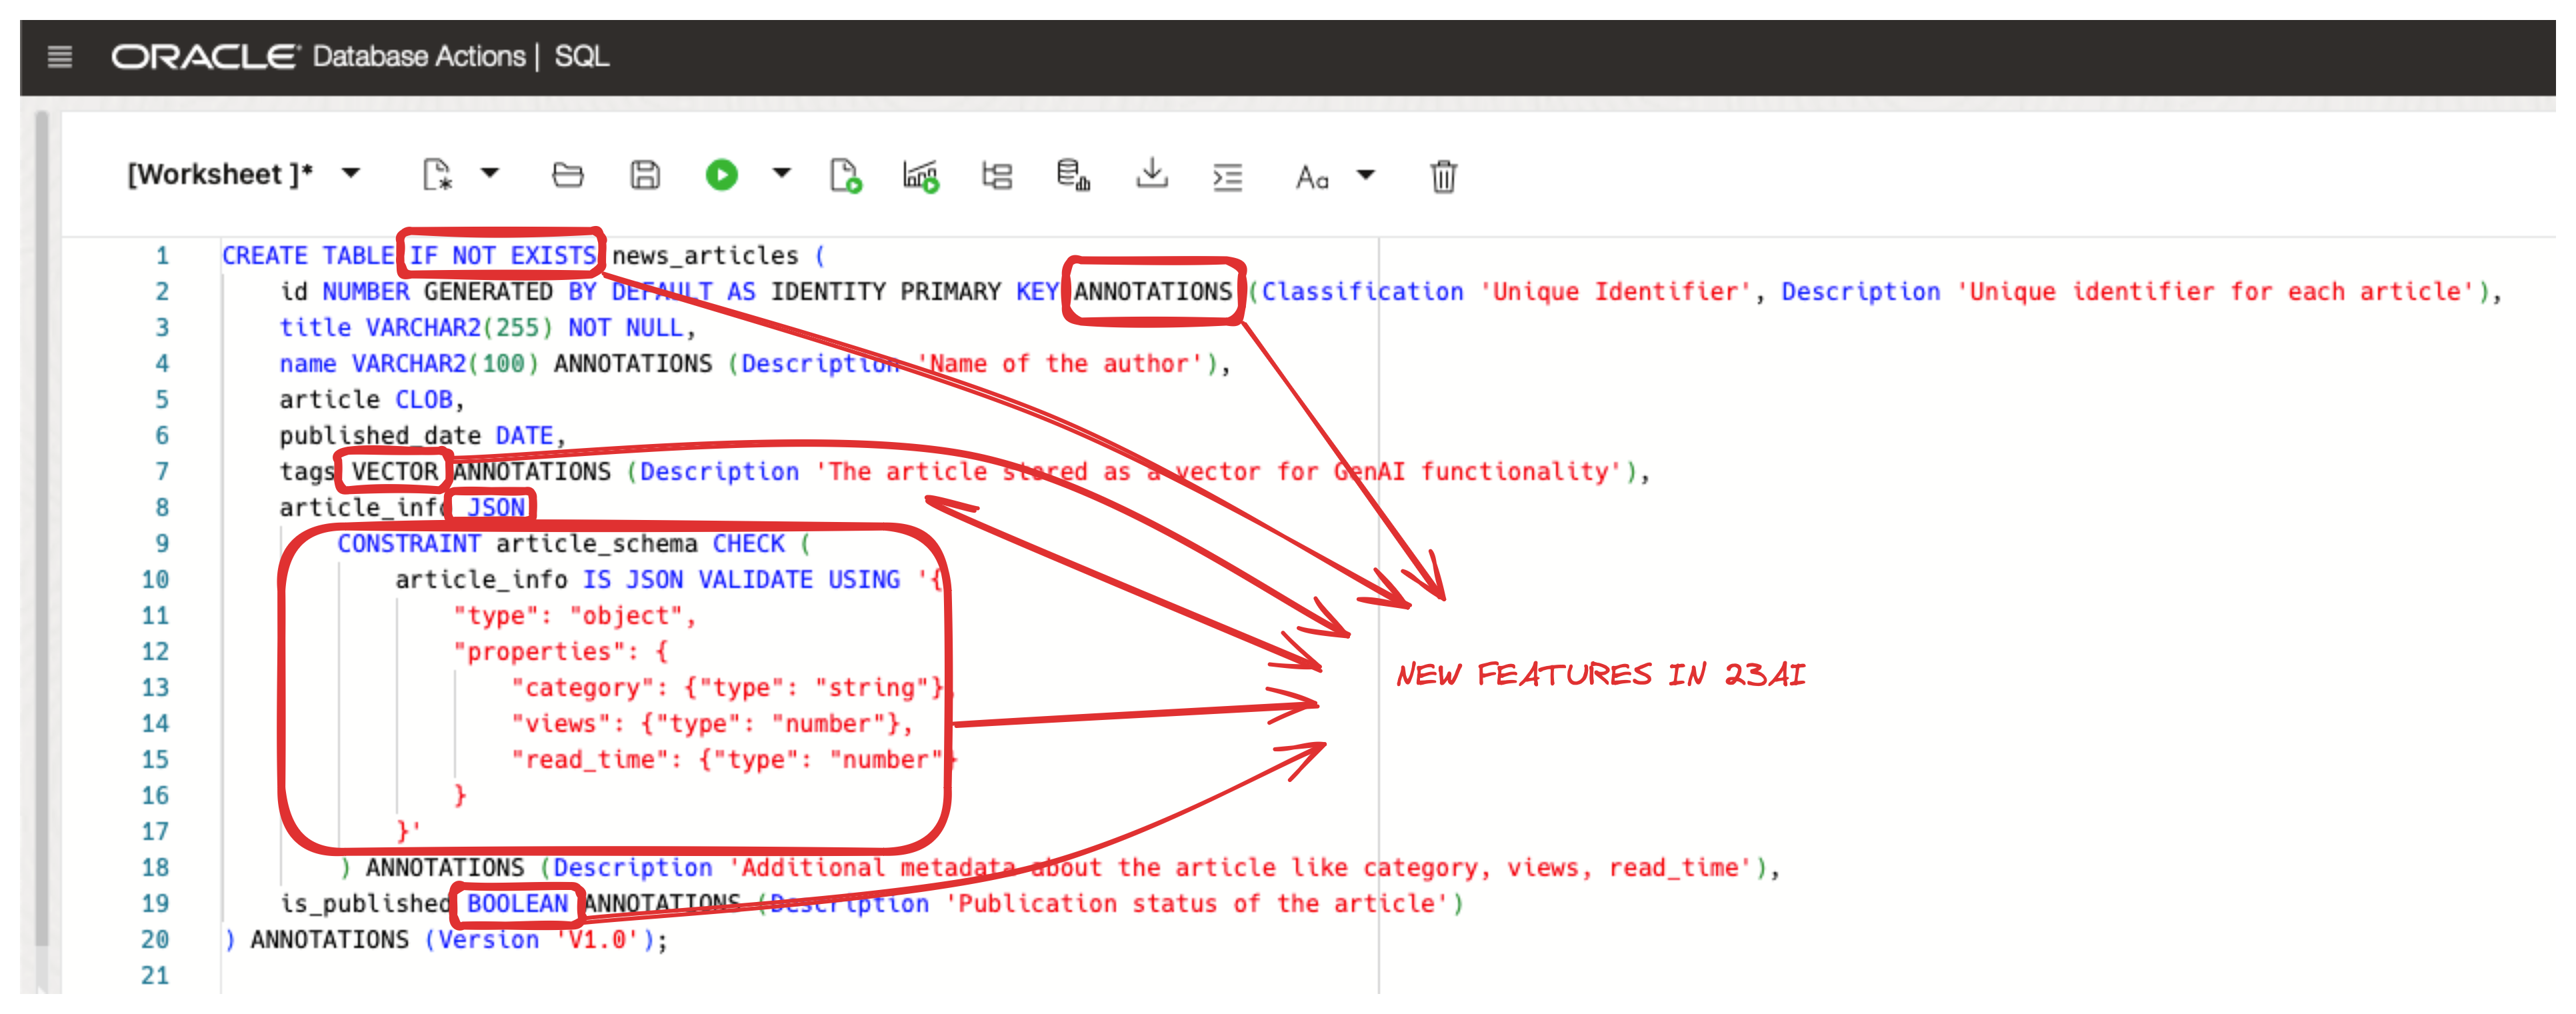 ORACLE Database Actions | SQL
[Worksheet ]*
Aa
1 CREATE TABLE IF NOT EXISTS news_articles (
2 id NUMBER GENERATED BY DEFAULT AS IDENTITY PRIMARY KEY ANNOTATIONS (Classification 'Unique Identifier', Description 'Unique identifier for each article'),
3 title VARCHAR2(255) NOT NULL,
4 name VARCHAR2(100) ANNOTATIONS (Description 'Name of the author'),
5 article CLOB,
6 published_date DATE,
7 tags VECTOR ANNOTATIONS (Description 'The article stored as a vector for GenAI functionality'),
8 article_info JSON
9 CONSTRAINT article_schema CHECK (
10 article_info IS JSON VALIDATE USING '{
11 "type": "object",
12 "properties": {
13 "category": {"type": "string"},
14 "views": {"type": "number"},
15 "read_time": {"type": "number"}
16 }
17 }'
18 ) ANNOTATIONS (Description 'Additional metadata about the article like category, views, read_time'),
19 is_published BOOLEAN ANNOTATIONS (Description 'Publication status of the article')
20 ) ANNOTATIONS (Version 'V1.0');
21
NEW FEATURES IN 23AI